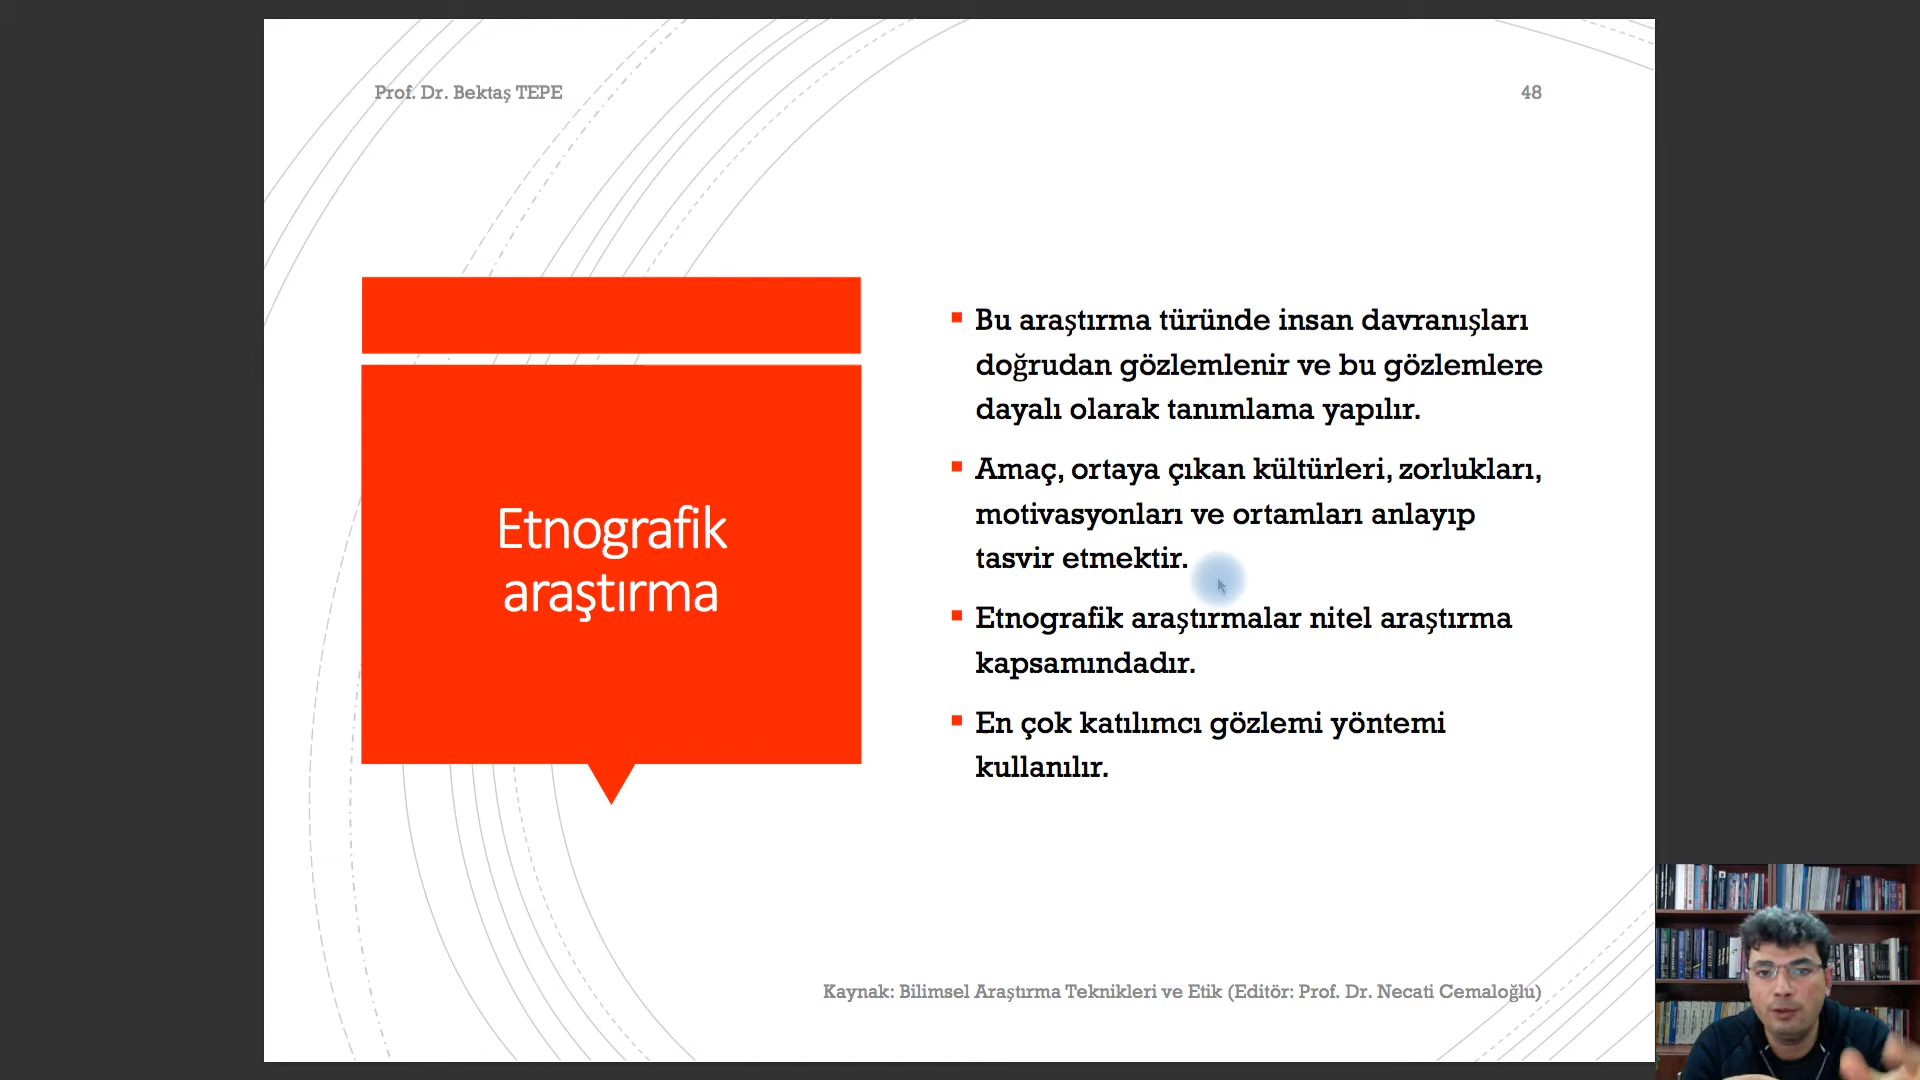 Prof. Dr. Bektaş TEPE
48
Etnografik
araştırma
Bu araştırma türünde insan davranışları
doğrudan gözlemlenir ve bu gözlemlere
dayalı olarak tanımlama yapılır.
Amaç, ortaya çıkan kültürleri, zorlukları,
motivasyonları ve ortamları anlayıp
tasvir etmektir.
Etnografik araştırmalar nitel araştırma
kapsamındadır.
En çok katılımcı gözlemi yöntemi
kullanılır.
Kaynak: Bilimsel Araştırma Teknikleri ve Etik (Editör: Prof. Dr. Necati Cemaloğlu)